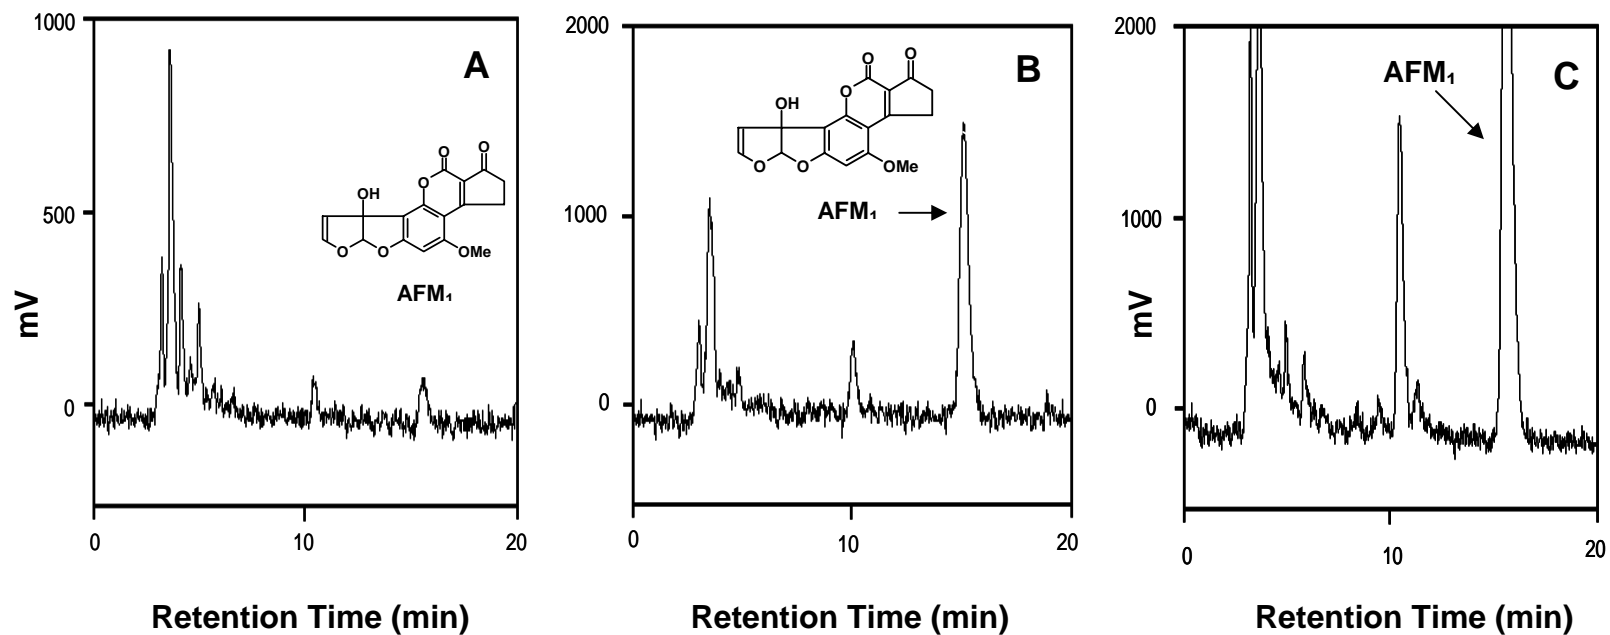 1000
500
0
mV
0
10
20
Retention Time (min)
A
O
O
O
OH
O
O
OMe
AFM₁
2000
1000
0
0
10
20
Retention Time (min)
B
O
O
O
OH
O
O
OMe
AFM₁
2000
1000
0
mV
0
10
20
Retention Time (min)
C
AFM₁